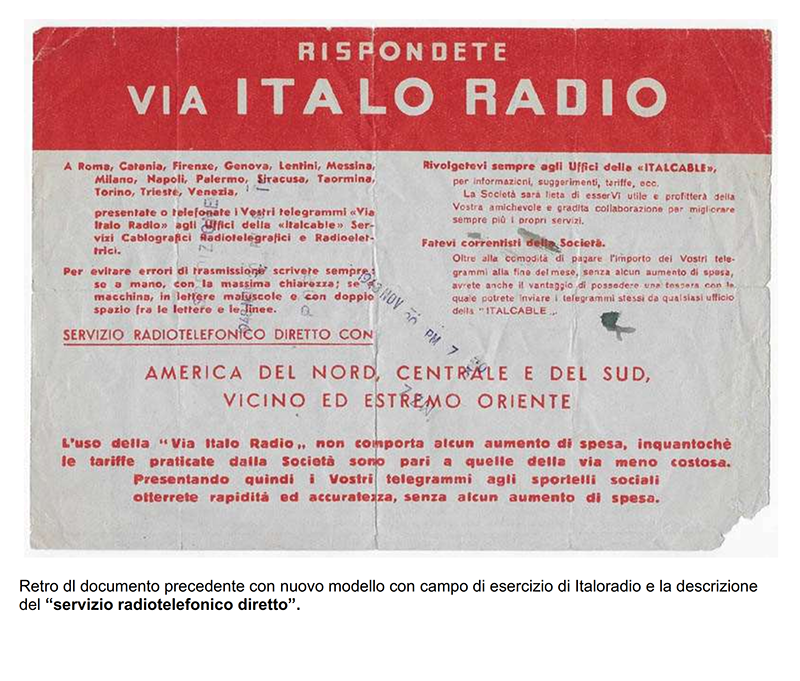 RISPONDETE
VIA ITALO RADIO
A Roma, Catania, Firenze, Genova, Lentini, Messina,
Milano, Napoli, Palermo, Siracusa, Taormina,
Torino, Trieste, Venezia,
presentate o telefonate i Vostri telegrammi «Via
Italo Radio» agli Uffici della «Italcable» Ser-
vizi Cablografici Radiotelegrafici e Radioelet-
trici.
Per evitare errori di trasmissione scrivete sempre,
se a mano, con la massima chiarezza; se
macchina, in lettere maiuscole e con doppio
spazio fra le lettere e le linee.
SERVIZIO RADIOTELEFONICO DIRETTO CON
Rivolgetevi sempre agli Uffici della «ITALCABLE»,
per informazioni, suggerimenti, tariffe, ecc.
La Società sarà lieta di esserVi utile e profitterà della
Vostra amichevole e gradita collaborazione per migliorare
sempre più i propri servizi.
Fatevi correntisti della Società.
Oltre alla comodità di pagare l'importo dei Vostri tele-
grammi alla fine del mese, senza alcun aumento di spesa,
avrete anche il vantaggio di possedere una tessera con la
quale potrete inviare i telegrammi stessi da qualsiasi ufficio
della "ITALCABLE„.
1943 NOV
PM 7
AMERICA DEL NORD, CENTRALE E DEL SUD,
VICINO ED ESTREMO ORIENTE
L'uso della "Via Italo Radio„ non comporta alcun aumento di spesa, inquantochè
le tariffe praticate dalla Società sono pari a quelle della via meno costosa.
Presentando quindi i Vostri telegrammi agli sportelli sociali
otterrete rapidità ed accuratezza, senza alcun aumento di spesa.
Retro dl documento precedente con nuovo modello con campo di esercizio di Italoradio e la descrizione
del “servizio radiotelefonico diretto”.